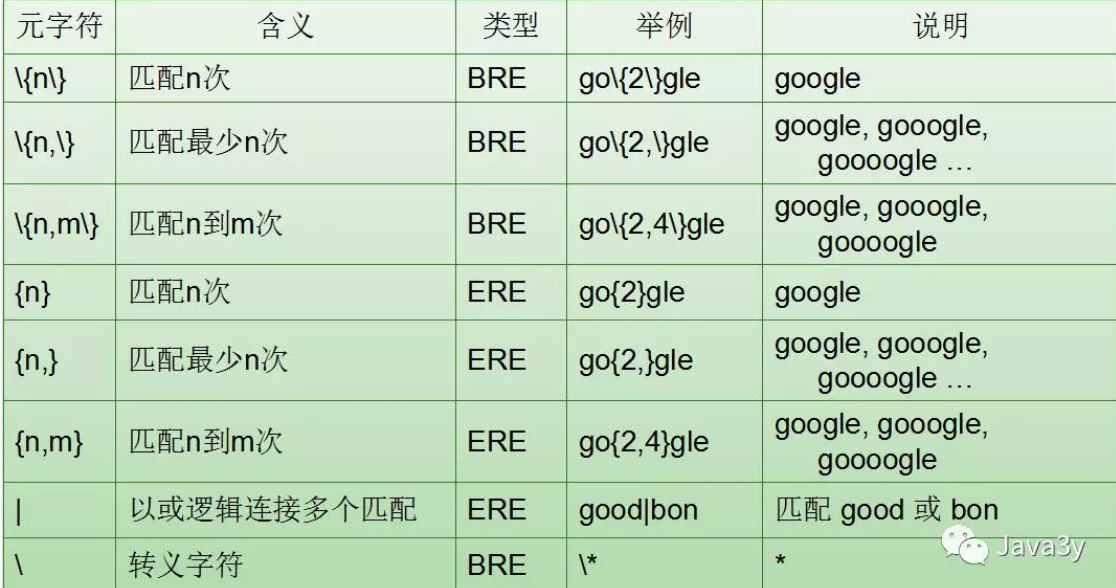 元字符 含义 类型 举例 说明
\{n\} 匹配n次 BRE go\{2\}gle google
\{n,\} 匹配最少n次 BRE go\{2,\}gle google, gooogle,
goooogle ...
\{n,m\} 匹配n到m次 BRE go\{2,4\}gle google, gooogle,
goooogle
{n} 匹配n次 ERE go{2}gle google
{n,} 匹配最少n次 ERE go{2,}gle google, gooogle,
goooogle ...
{n,m} 匹配n到m次 ERE go{2,4}gle google, gooogle,
goooogle
| 以或逻辑连接多个匹配 ERE good|bon 匹配 good 或 bon
\ 转义字符 BRE \* *
Java3y